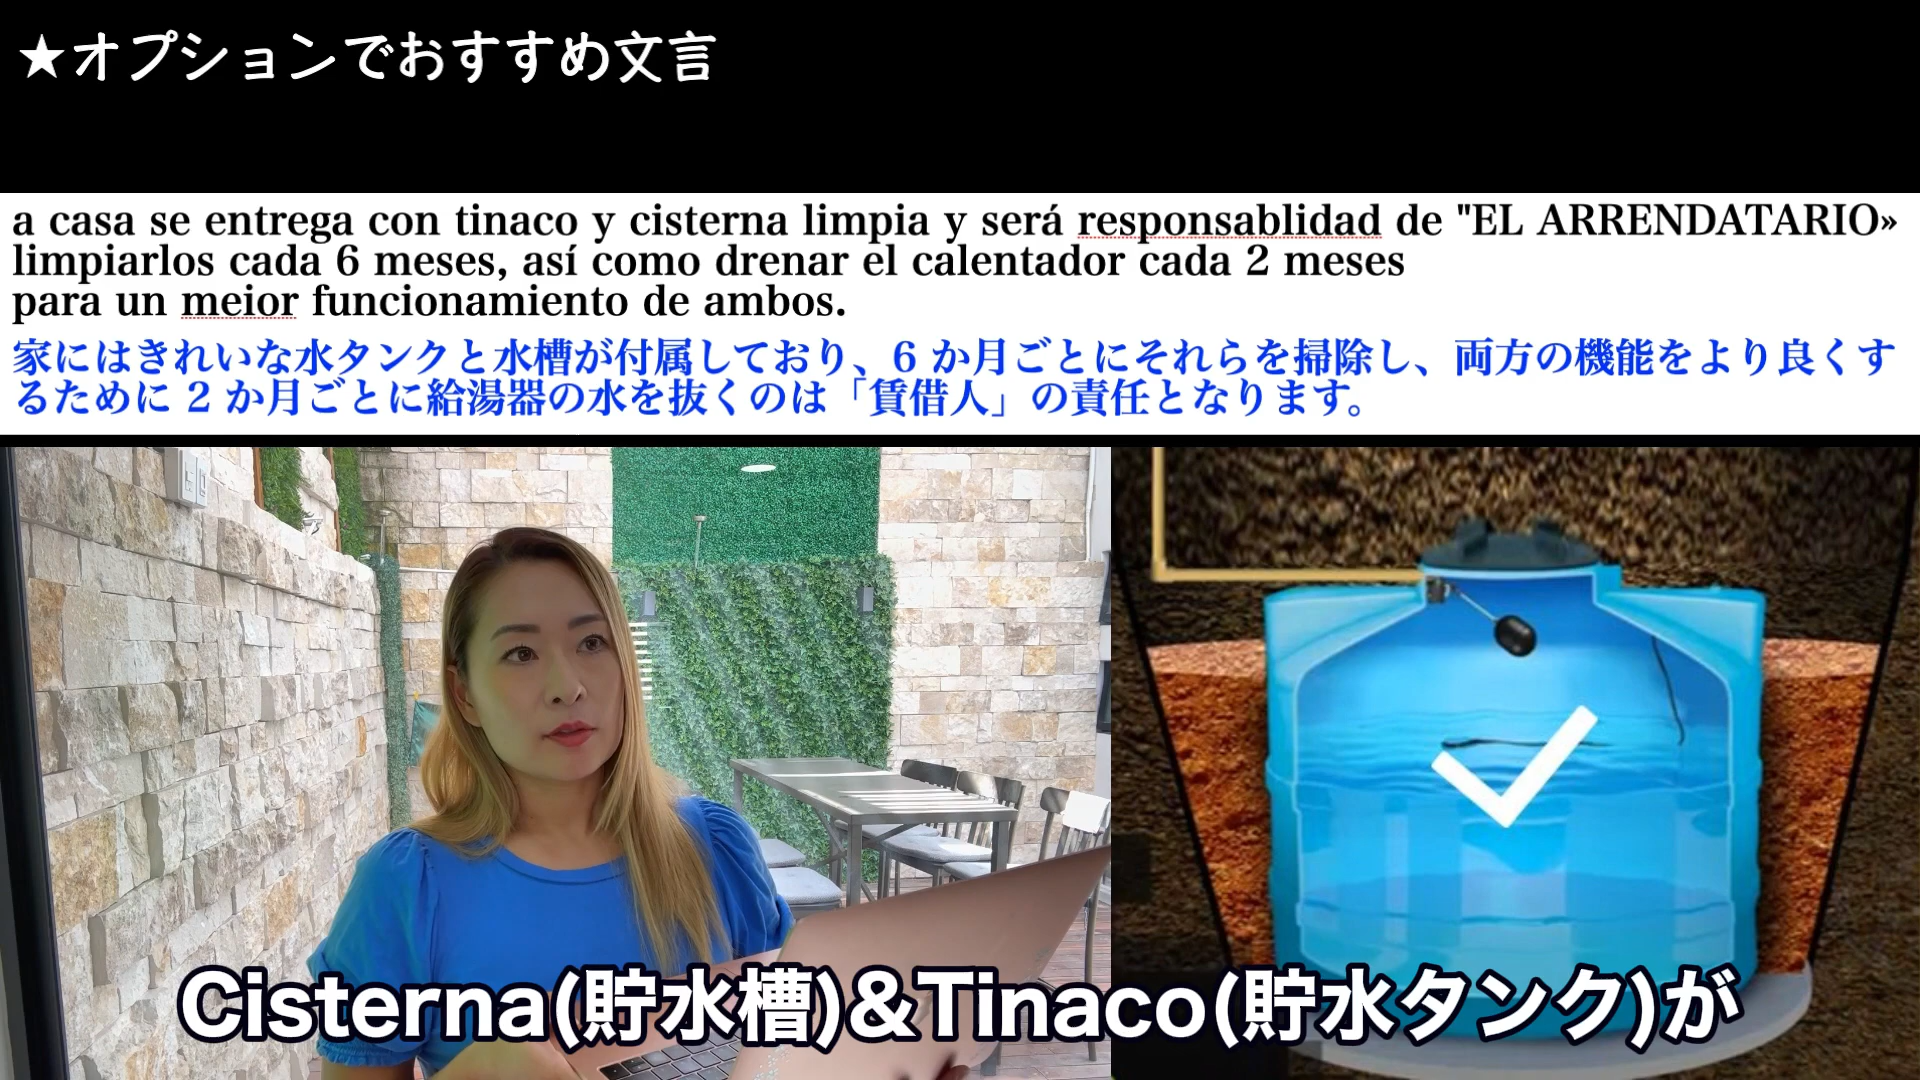 ★オプションでおすすめ文言
a casa se entrega con tinaco y cisterna limpia y será responsablidad de "EL ARRENDATARIO»
limpiarlos cada 6 meses, así como drenar el calentador cada 2 meses
para un meior funcionamiento de ambos.
家にはきれいな水タンクと水槽が付属しており、6 か月ごとにそれらを掃除し、両方の機能をより良くす
るために 2 か月ごとに給湯器の水を抜くのは「賃借人」の責任となります。
Cisterna(貯水槽)&Tinaco(貯水タンク)が